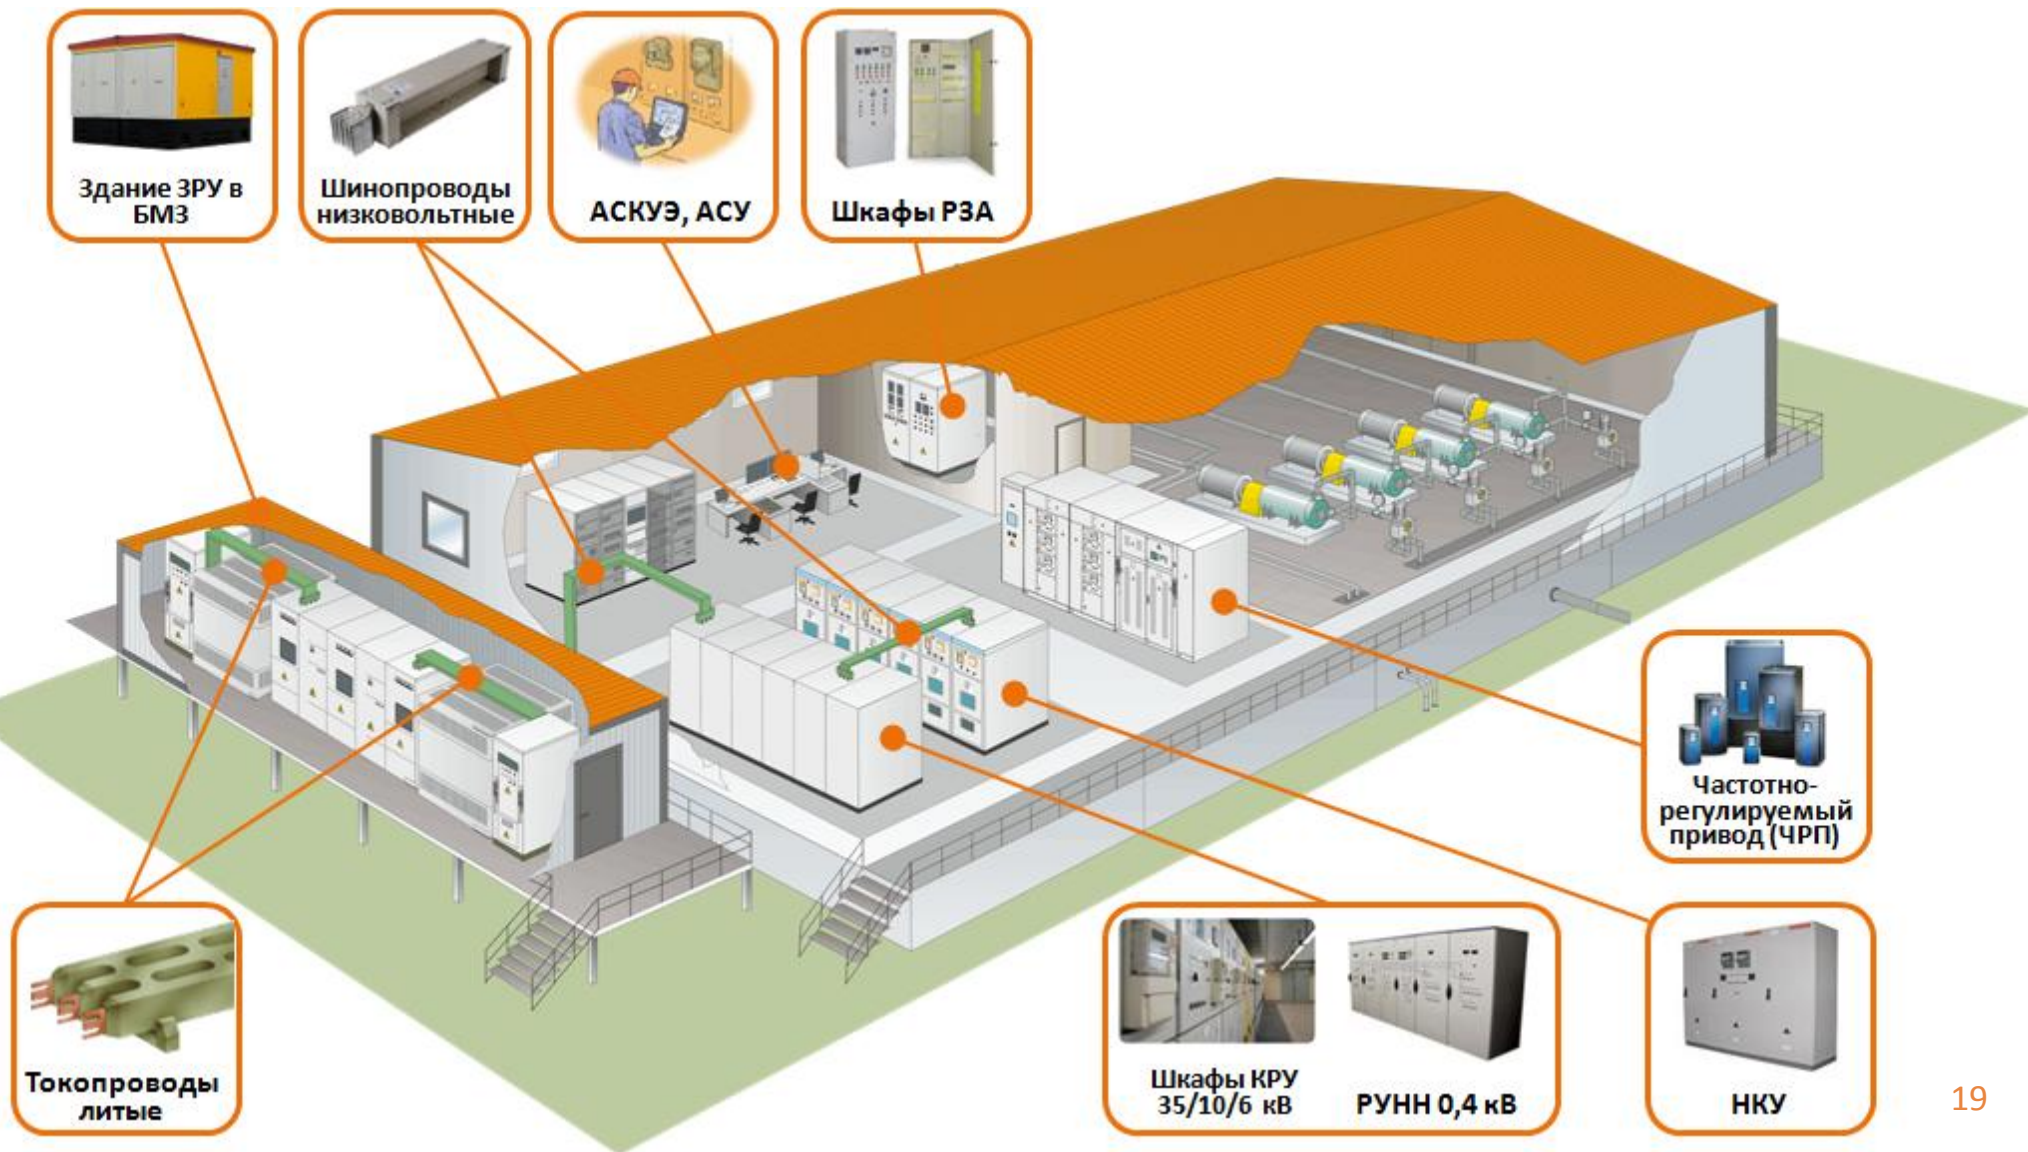 Здание ЗРУ в
БМЗ
Шинопроводы
низковольтные
АСКУЭ, АСУ
Шкафы РЗА
Частотно-
регулируемый
привод (ЧРП)
Токопроводы
литые
Шкафы КРУ
35/10/6 кВ
РУНН 0,4 кВ
НКУ
19